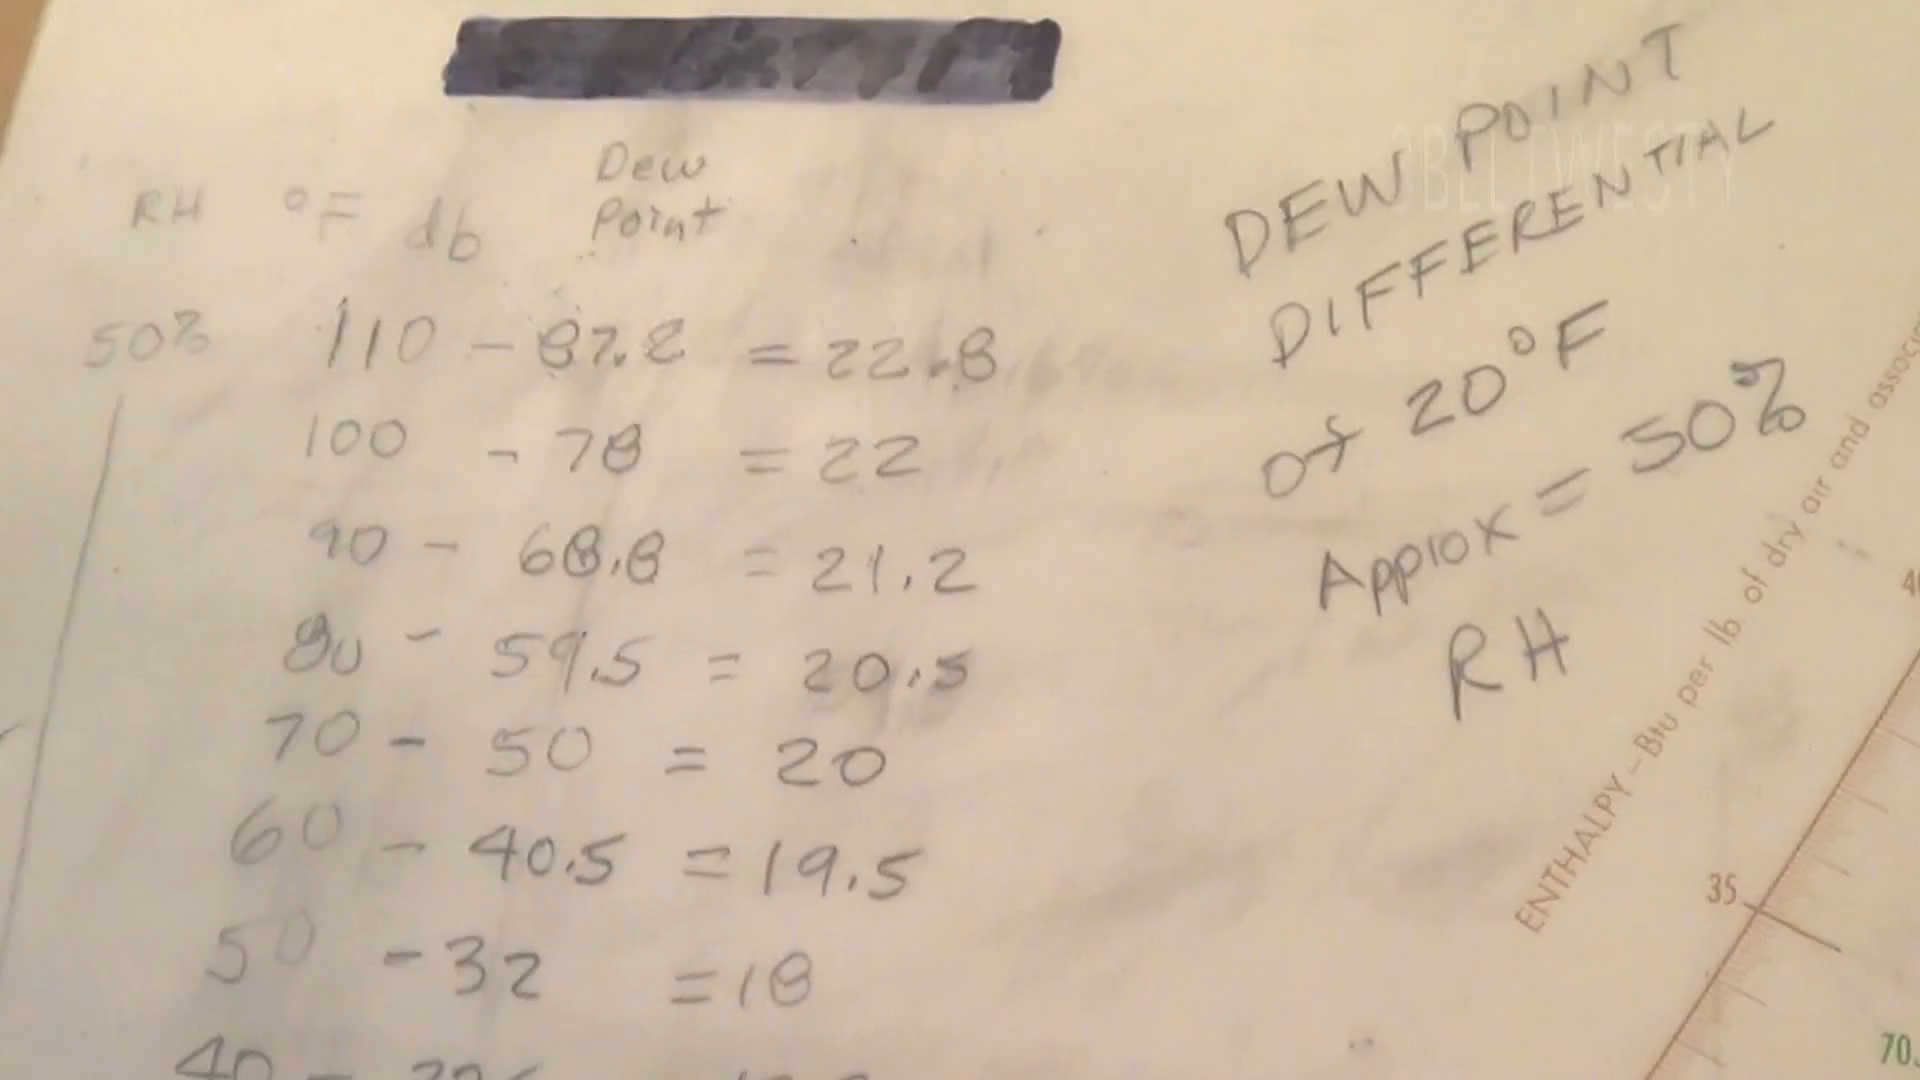 Dew
RH °F db Point
50% 110 - 87.2 = 22.8
100 - 78 = 22
90 - 68.8 = 21.2
80 - 59.5 = 20.5
70 - 50 = 20
60 - 40.5 = 19.5
50 - 32 = 18
40 -
DEW POINT
DIFFERENTIAL
of 20°F
Approx = 50%
RH
ENTHALPY - Btu per lb. of dry air and
35
70.